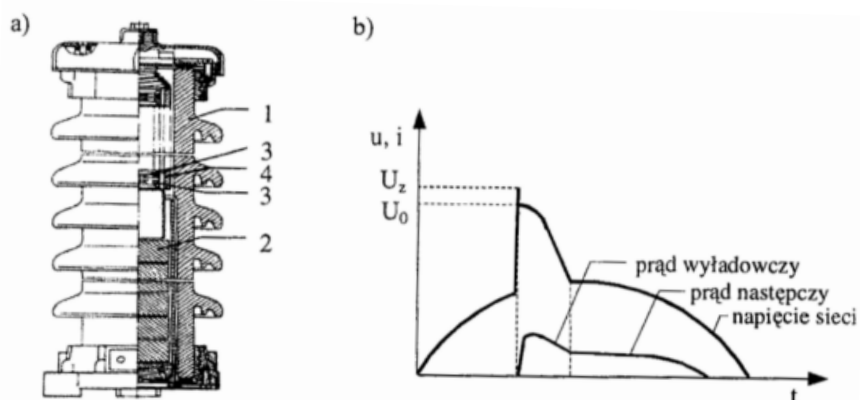 a)
1
3
4
3
2
b)
u, i
U_z
U_0
prąd wyładowczy
prąd następczy
napięcie sieci
t